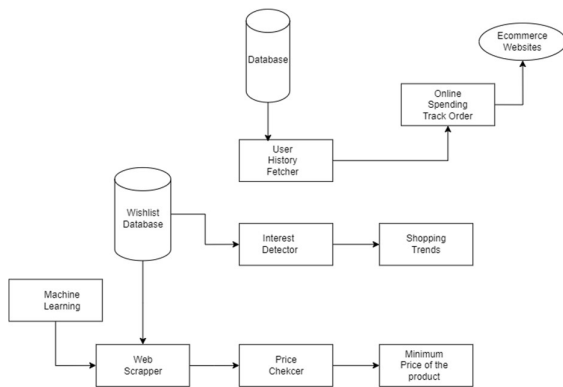 Ecommerce
Websites
Database
Online
Spending
Track Order
User
History
Fetcher
Wishlist
Database
Interest
Detector
Shopping
Trends
Machine
Learning
Web
Scrapper
Price
Chekcer
Minimum
Price of the
product